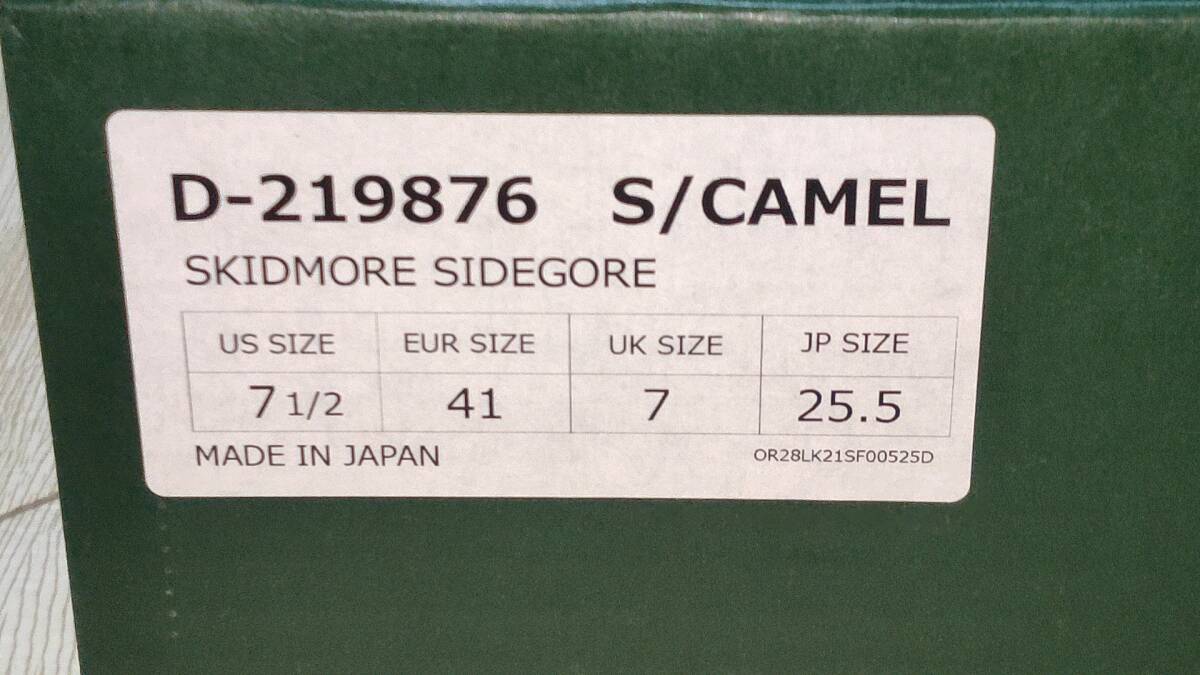 D-219876 S/CAMEL
SKIDMORE SIDEGORE
US SIZE EUR SIZE UK SIZE JP SIZE
7 1/2 41 7 25.5
MADE IN JAPAN OR28LK21SF00525D